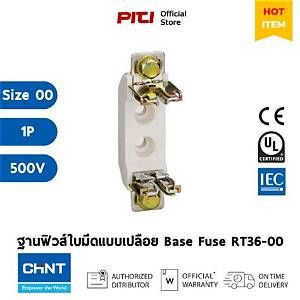 PITI
Official
Store
HOT
ITEM
Size 00
1P
500V
CE
UL
LISTED
IEC
ฐานฟิวส์ใบมีดแบบเปลือย Base Fuse RT36-00
CHNT
Empower the World
AUTHORIZED
DISTRIBUTOR
OFFICIAL
WARRANTY
ON TIME
DELIVERY